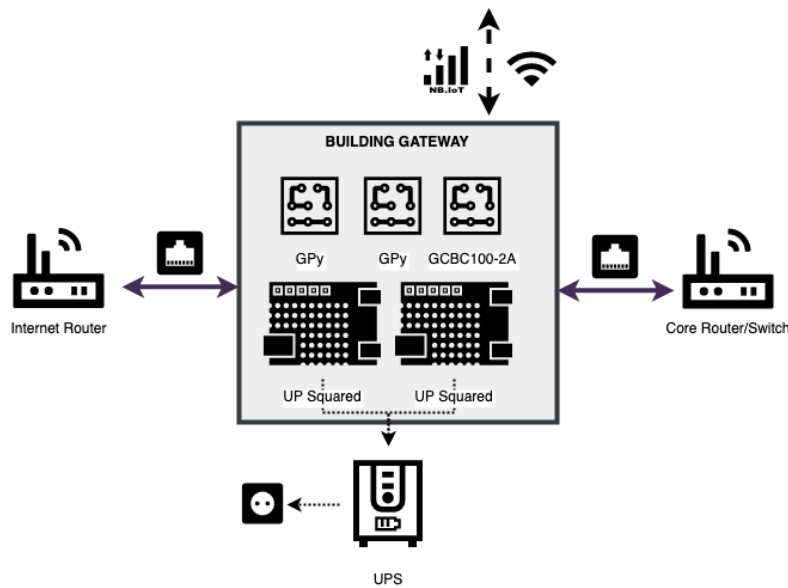 NB.IoT
BUILDING GATEWAY
GPy
GPy
GCBC100-2A
Internet Router
Core Router/Switch
UP Squared
UP Squared
UPS